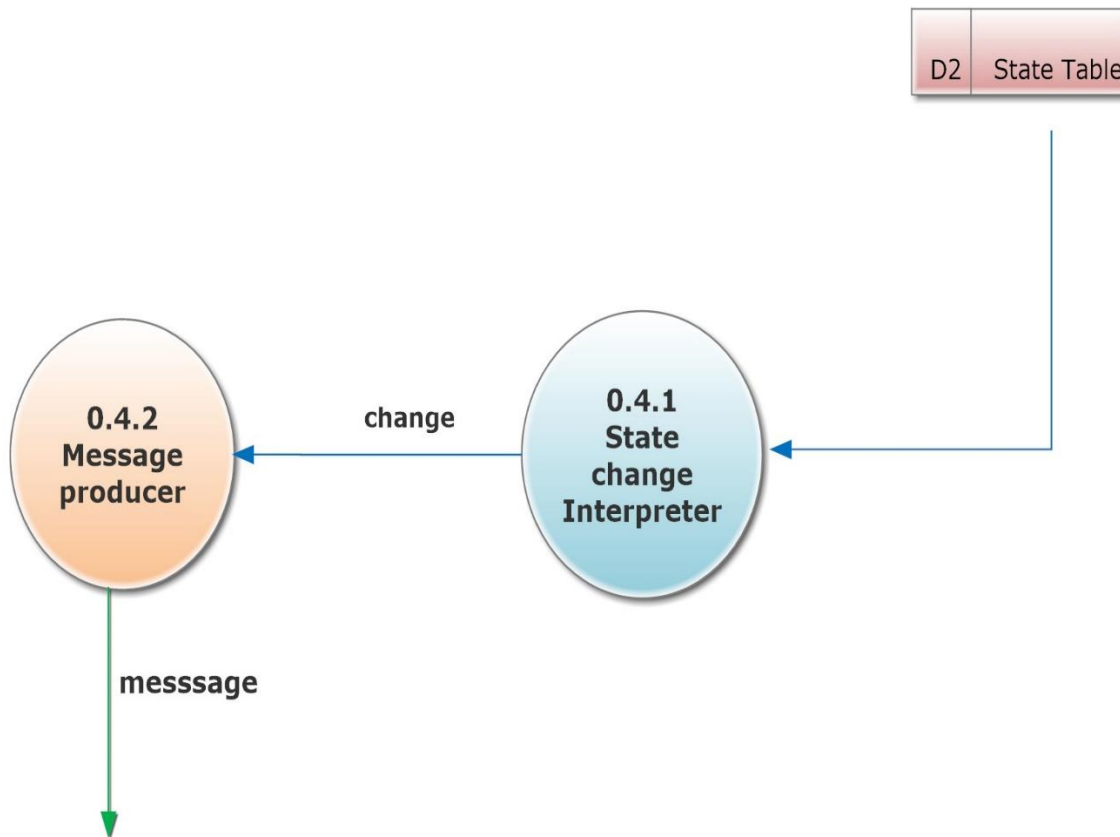 D2 State Table
change
0.4.1
State
change
Interpreter
0.4.2
Message
producer
messsage